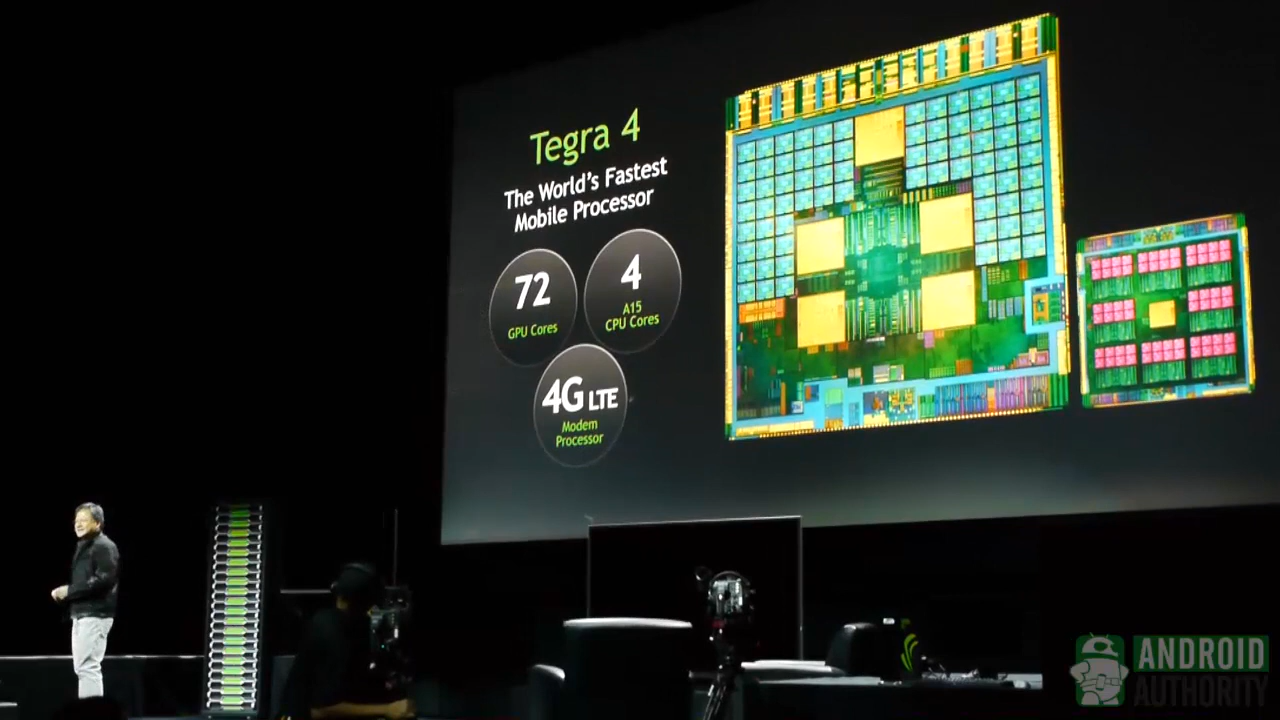 Tegra 4
The World's Fastest
Mobile Processor
72
GPU Cores
4
A15
CPU Cores
4G LTE
Modem
Processor
ANDROID
AUTHORITY